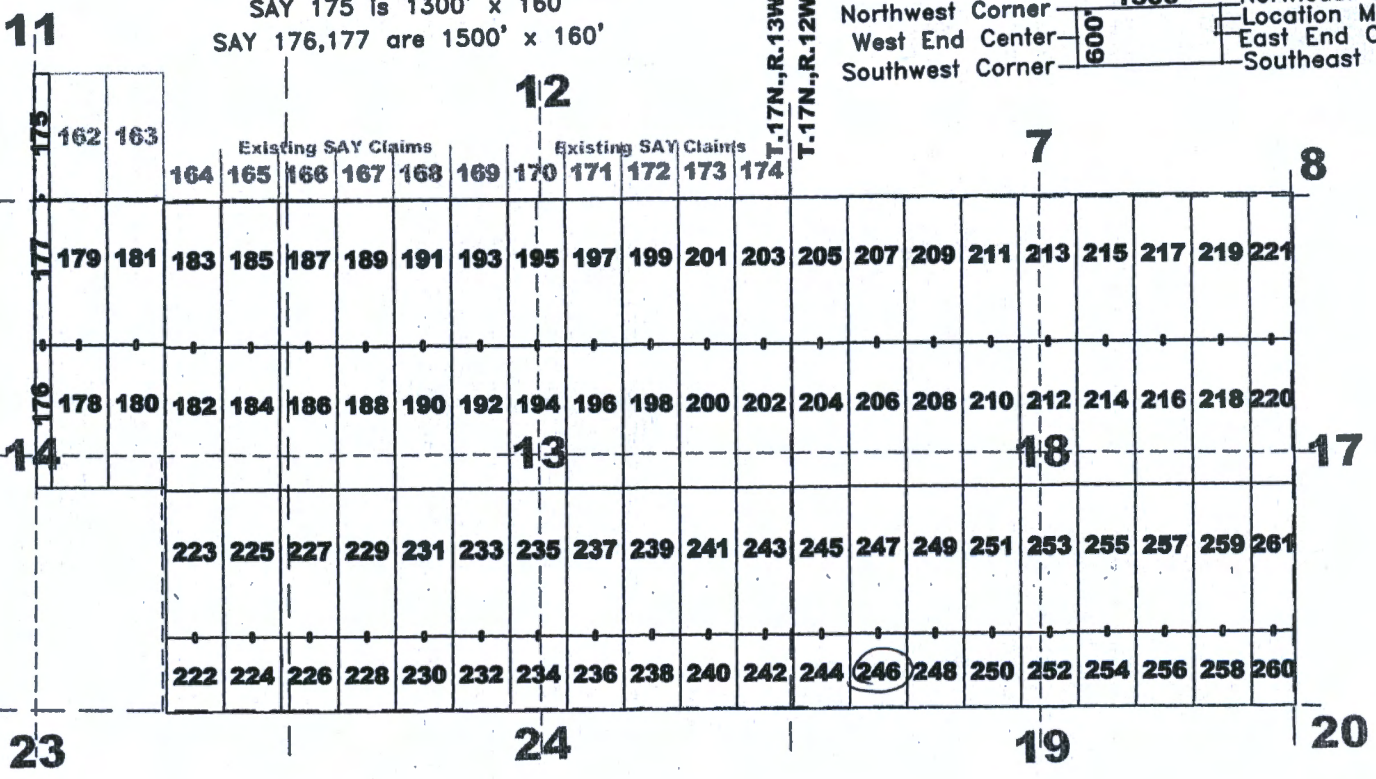 SAY 175 is 1300' x 160'
SAY 176,177 are 1500' x 160'
T.17N.,R.13W
T.17N.,R.12W
Northwest Corner
West End Center
Southwest Corner
600'
Location M
East End C
Southeast
11
12
7
8
175
162 163
Existing SAY Claims Existing SAY Claims
164 165 166 167 168 169 170 171 172 173 174
177 179 181 183 185 187 189 191 193 195 197 199 201 203 205 207 209 211 213 215 217 219 221
176 178 180 182 184 186 188 190 192 194 196 198 200 202 204 206 208 210 212 214 216 218 220
14 13 18 17
223 225 227 229 231 233 235 237 239 241 243 245 247 249 251 253 255 257 259 261
222 224 226 228 230 232 234 236 238 240 242 244 246 248 250 252 254 256 258 260
23 24 19 20